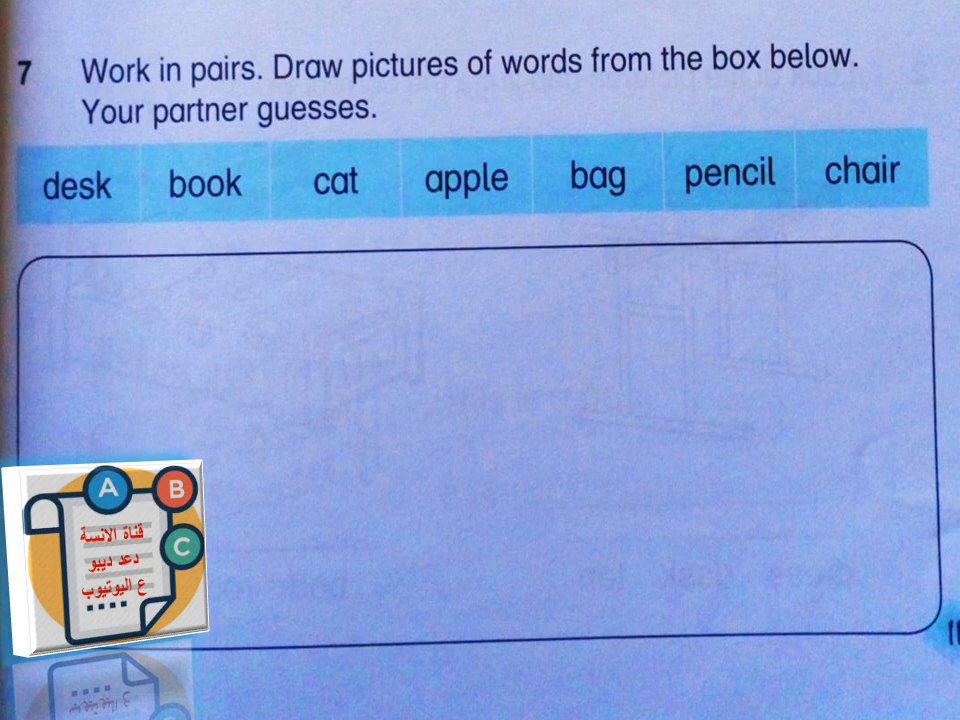 7 Work in pairs. Draw pictures of words from the box below.
Your partner guesses.
desk book cat apple bag pencil chair
A B
C
قناة الانسة
دعد ديبو
ع اليوتيوب